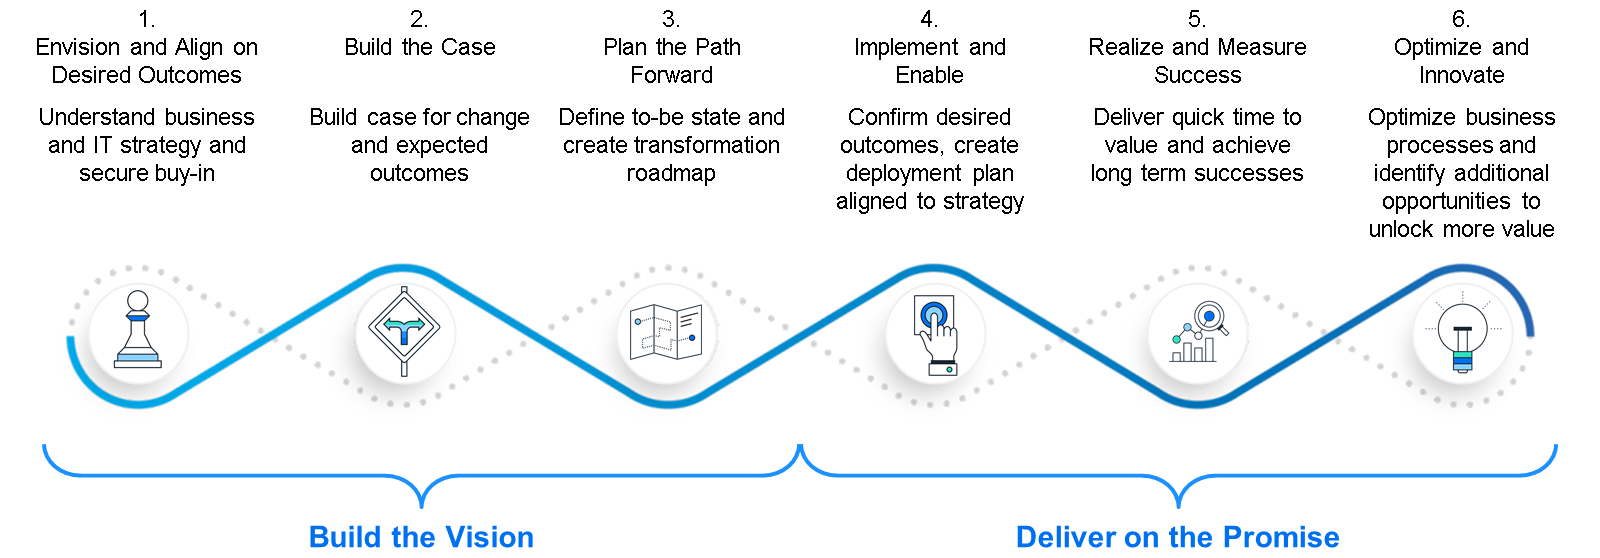 1.
Envision and Align on
Desired Outcomes
Understand business
and IT strategy and
secure buy-in
2.
Build the Case
Build case for change
and expected
outcomes
3.
Plan the Path
Forward
Define to-be state and
create transformation
roadmap
4.
Implement and
Enable
Confirm desired
outcomes, create
deployment plan
aligned to strategy
5.
Realize and Measure
Success
Deliver quick time to
value and achieve
long term successes
6.
Optimize and
Innovate
Optimize business
processes and
identify additional
opportunities to
unlock more value
Build the Vision
Deliver on the Promise